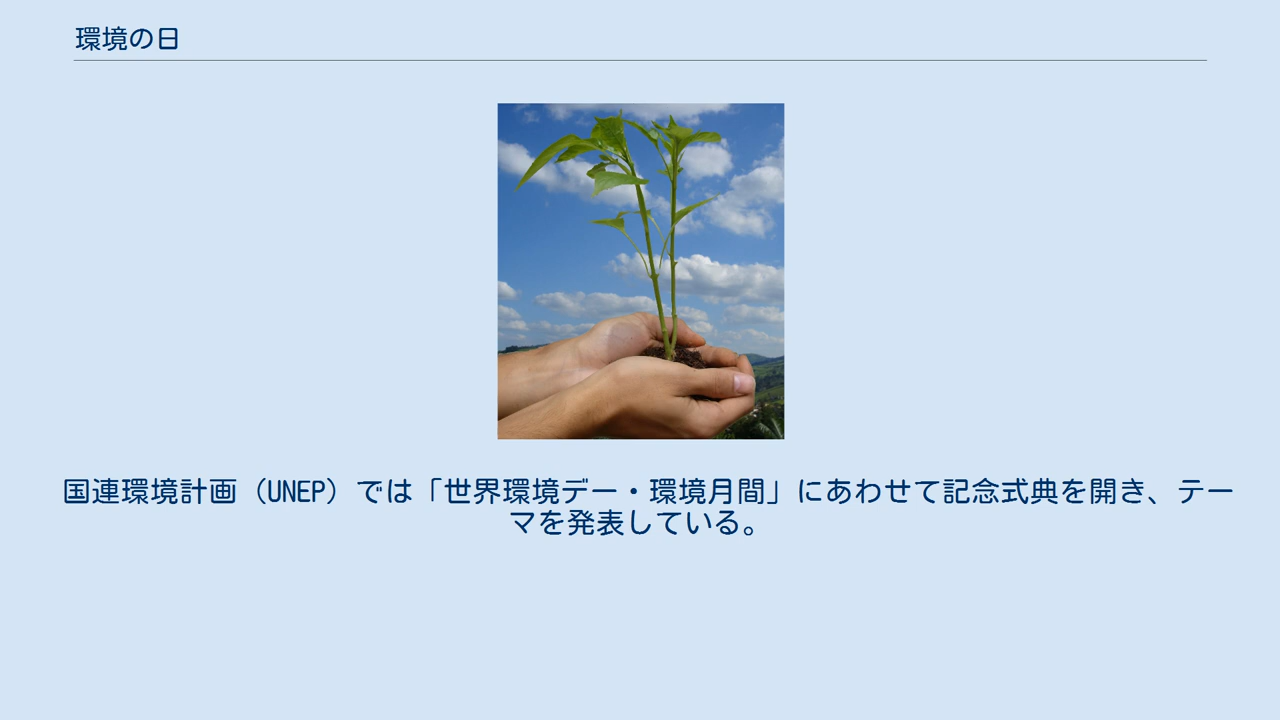 環境の日
国連環境計画（UNEP）では「世界環境デー・環境月間」にあわせて記念式典を開き、テー
マを発表している。